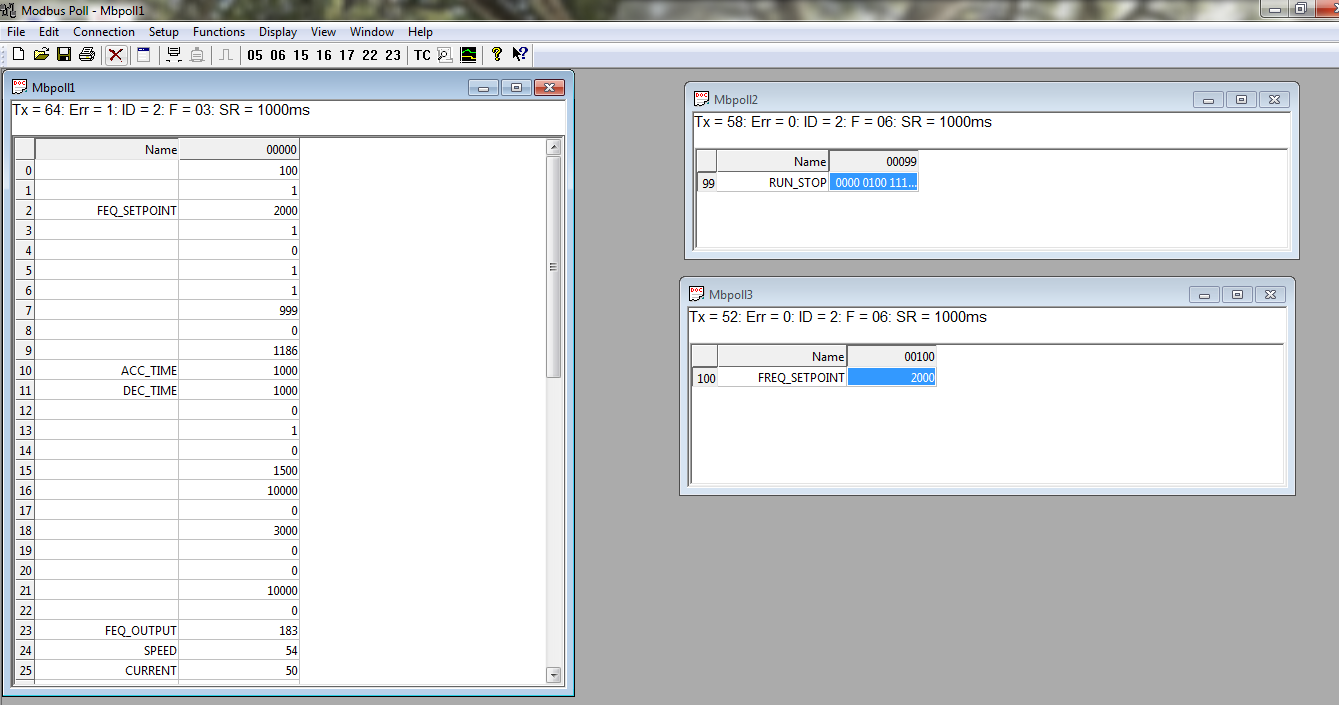 Modbus Poll - Mbpoll1
File Edit Connection Setup Functions Display View Window Help
05 06 15 16 17 22 23 TC
Mbpoll1
Tx = 64: Err = 1: ID = 2: F = 03: SR = 1000ms
Name 00000
0 100
1 1
2 FEQ_SETPOINT 2000
3 1
4 0
5 1
6 1
7 999
8 0
9 1186
10 ACC_TIME 1000
11 DEC_TIME 1000
12 0
13 1
14 0
15 1500
16 10000
17 0
18 3000
19 0
20 0
21 10000
22 0
23 FEQ_OUTPUT 183
24 SPEED 54
25 CURRENT 50
Mbpoll2
Tx = 58: Err = 0: ID = 2: F = 06: SR = 1000ms
Name 00099
99 RUN_STOP 0000 0100 111...
Mbpoll3
Tx = 52: Err = 0: ID = 2: F = 06: SR = 1000ms
Name 00100
100 FREQ_SETPOINT 2000